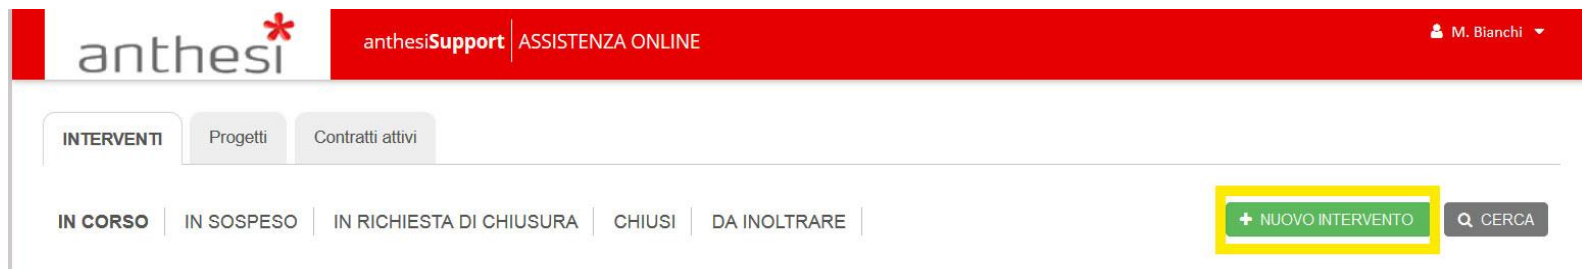 anthesi
anthesiSupport ASSISTENZA ONLINE
M. Bianchi
INTERVENTI Progetti Contratti attivi
IN CORSO IN SOSPESO IN RICHIESTA DI CHIUSURA CHIUSI DA INOLTRARE
NUOVO INTERVENTO CERCA